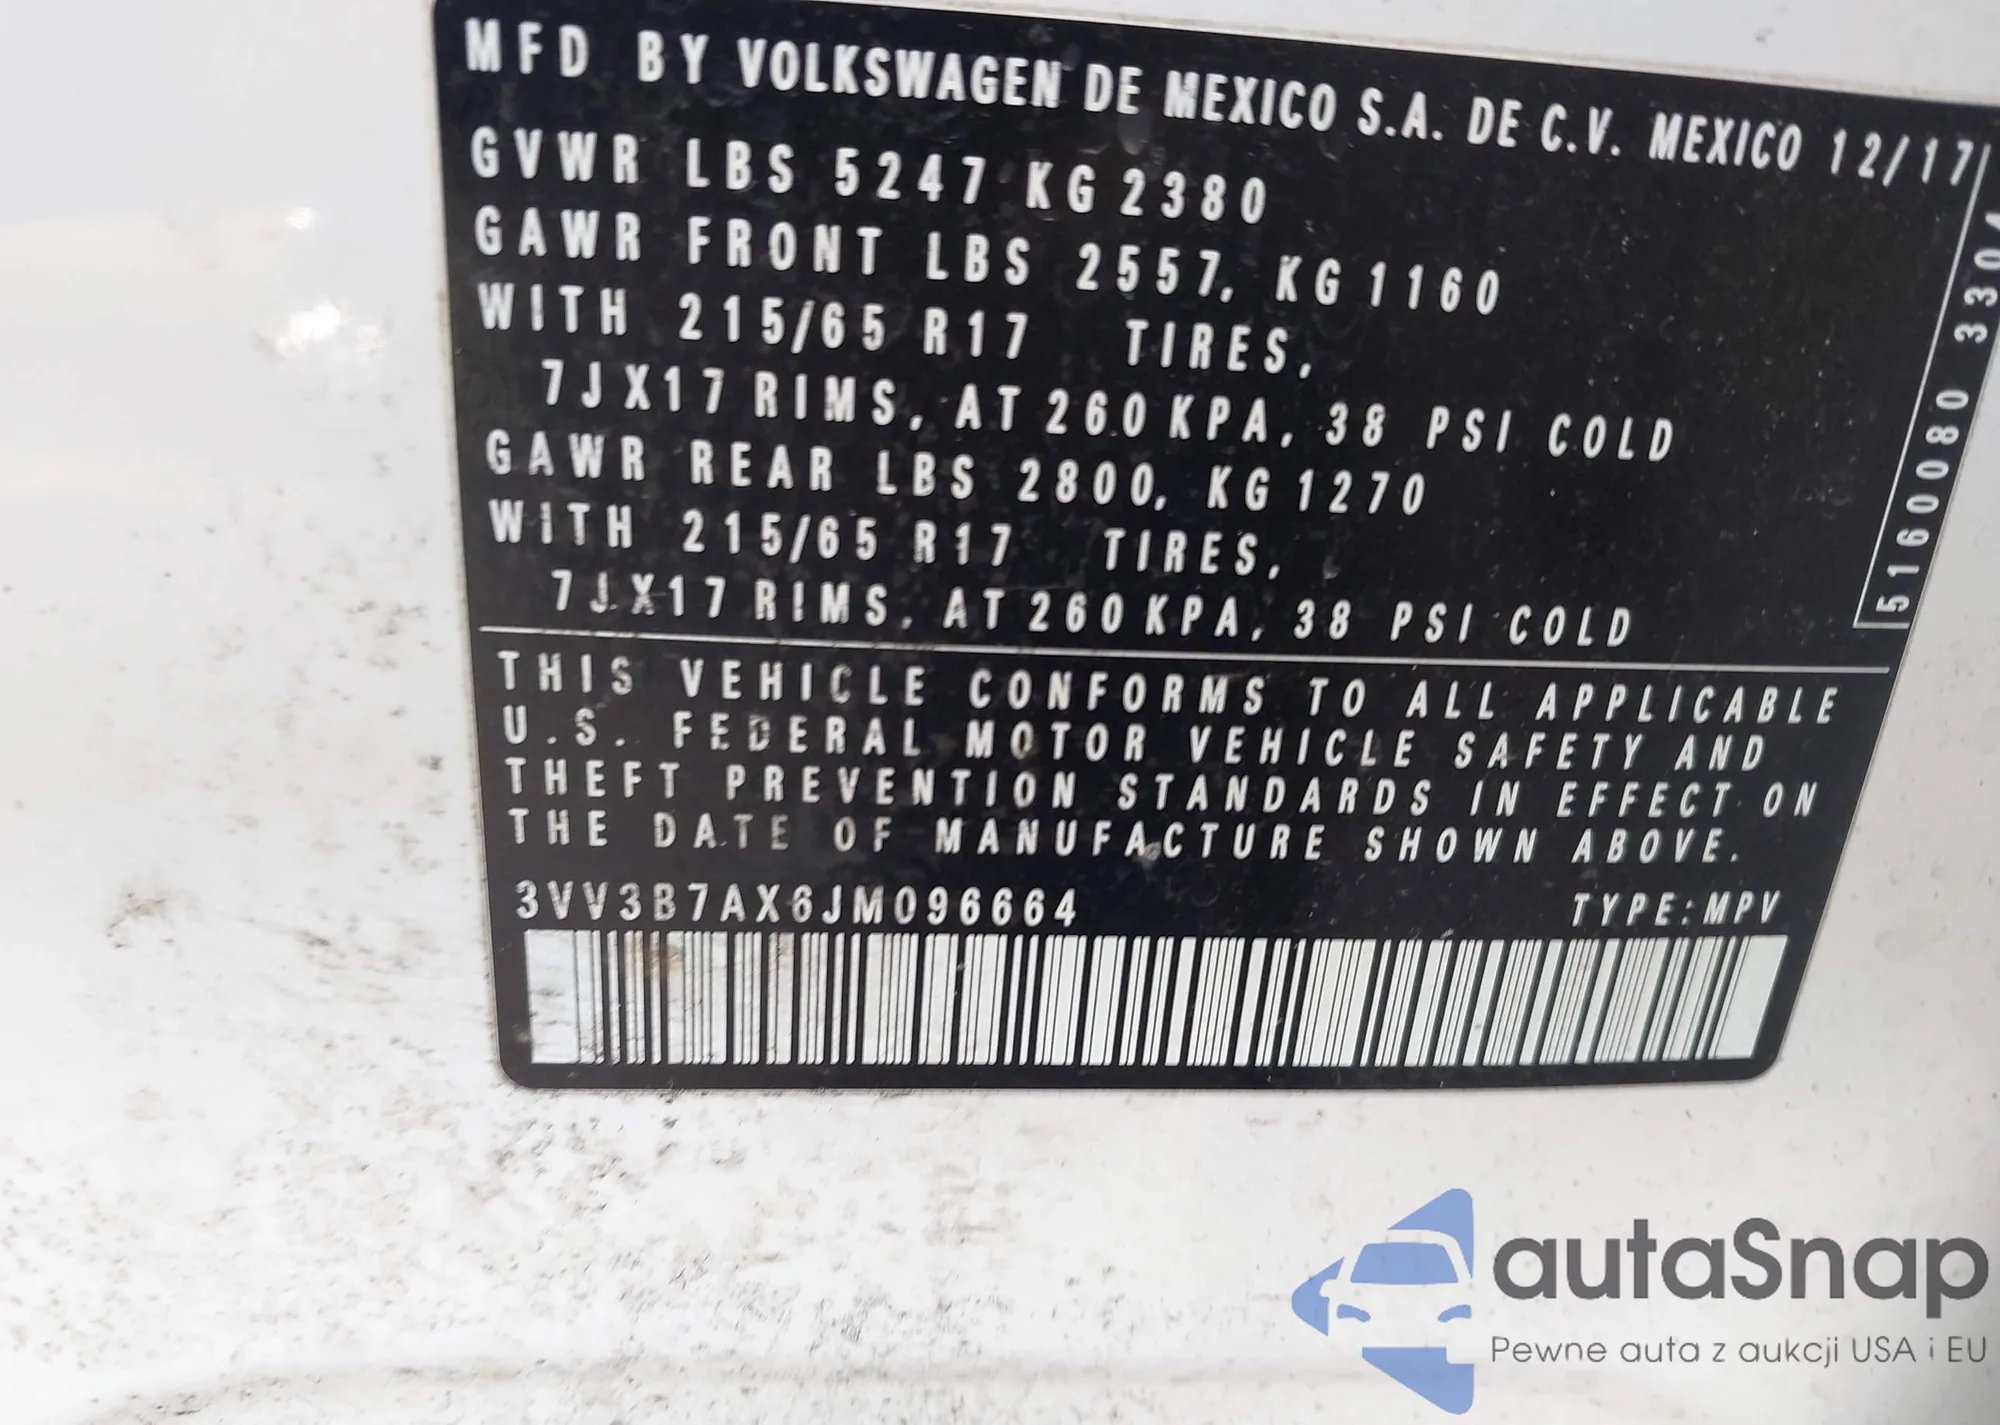 MFD BY VOLKSWAGEN DE MEXICO S.A. DE C.V. MEXICO 12/17
GVWR LBS 5247 KG 2380
GAWR FRONT LBS 2557, KG 1160
WITH 215/65 R17 TIRES,
7JX17 RIMS, AT 260 KPA, 38 PSI COLD
GAWR REAR LBS 2800, KG 1270
WITH 215/65 R17 TIRES,
7JX17 RIMS, AT 260 KPA, 38 PSI COLD
5160080
THIS VEHICLE CONFORMS TO ALL APPLICABLE
U.S. FEDERAL MOTOR VEHICLE SAFETY AND
THEFT PREVENTION STANDARDS IN EFFECT ON
THE DATE OF MANUFACTURE SHOWN ABOVE.
3VV3B7AX6JM096664 TYPE: MPV
autaSnap
Pewne auta z aukcji USA i EU